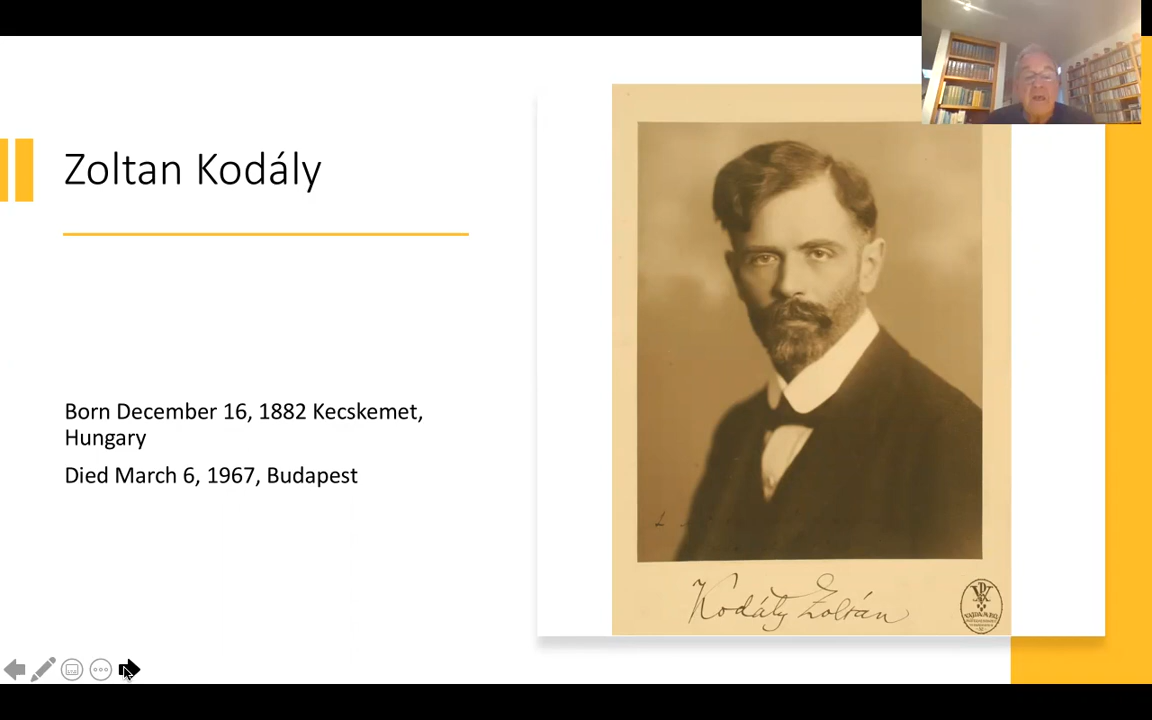 Zoltan Kodály
Born December 16, 1882 Kecskemet,
Hungary
Died March 6, 1967, Budapest
Kodály Zoltán